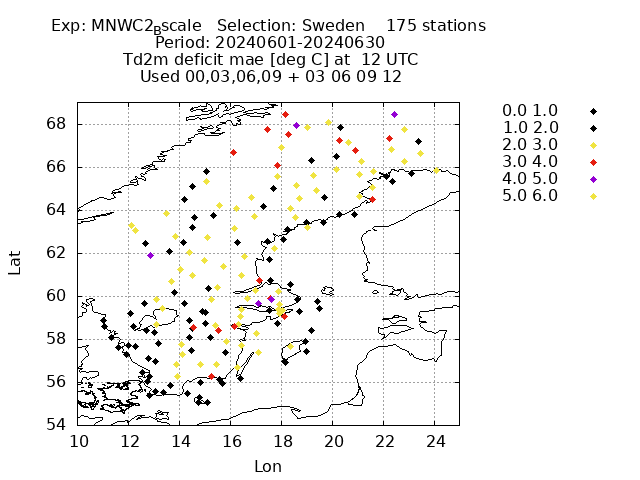 Exp: MNWC2Bscale Selection: Sweden 175 stations
Period: 20240601-20240630
Td2m deficit mae [deg C] at 12 UTC
Used 00,03,06,09 + 03 06 09 12
0.0 1.0
1.0 2.0
2.0 3.0
3.0 4.0
4.0 5.0
5.0 6.0
68
66
64
62
60
58
56
54
Lat
10 12 14 16 18 20 22 24
Lon